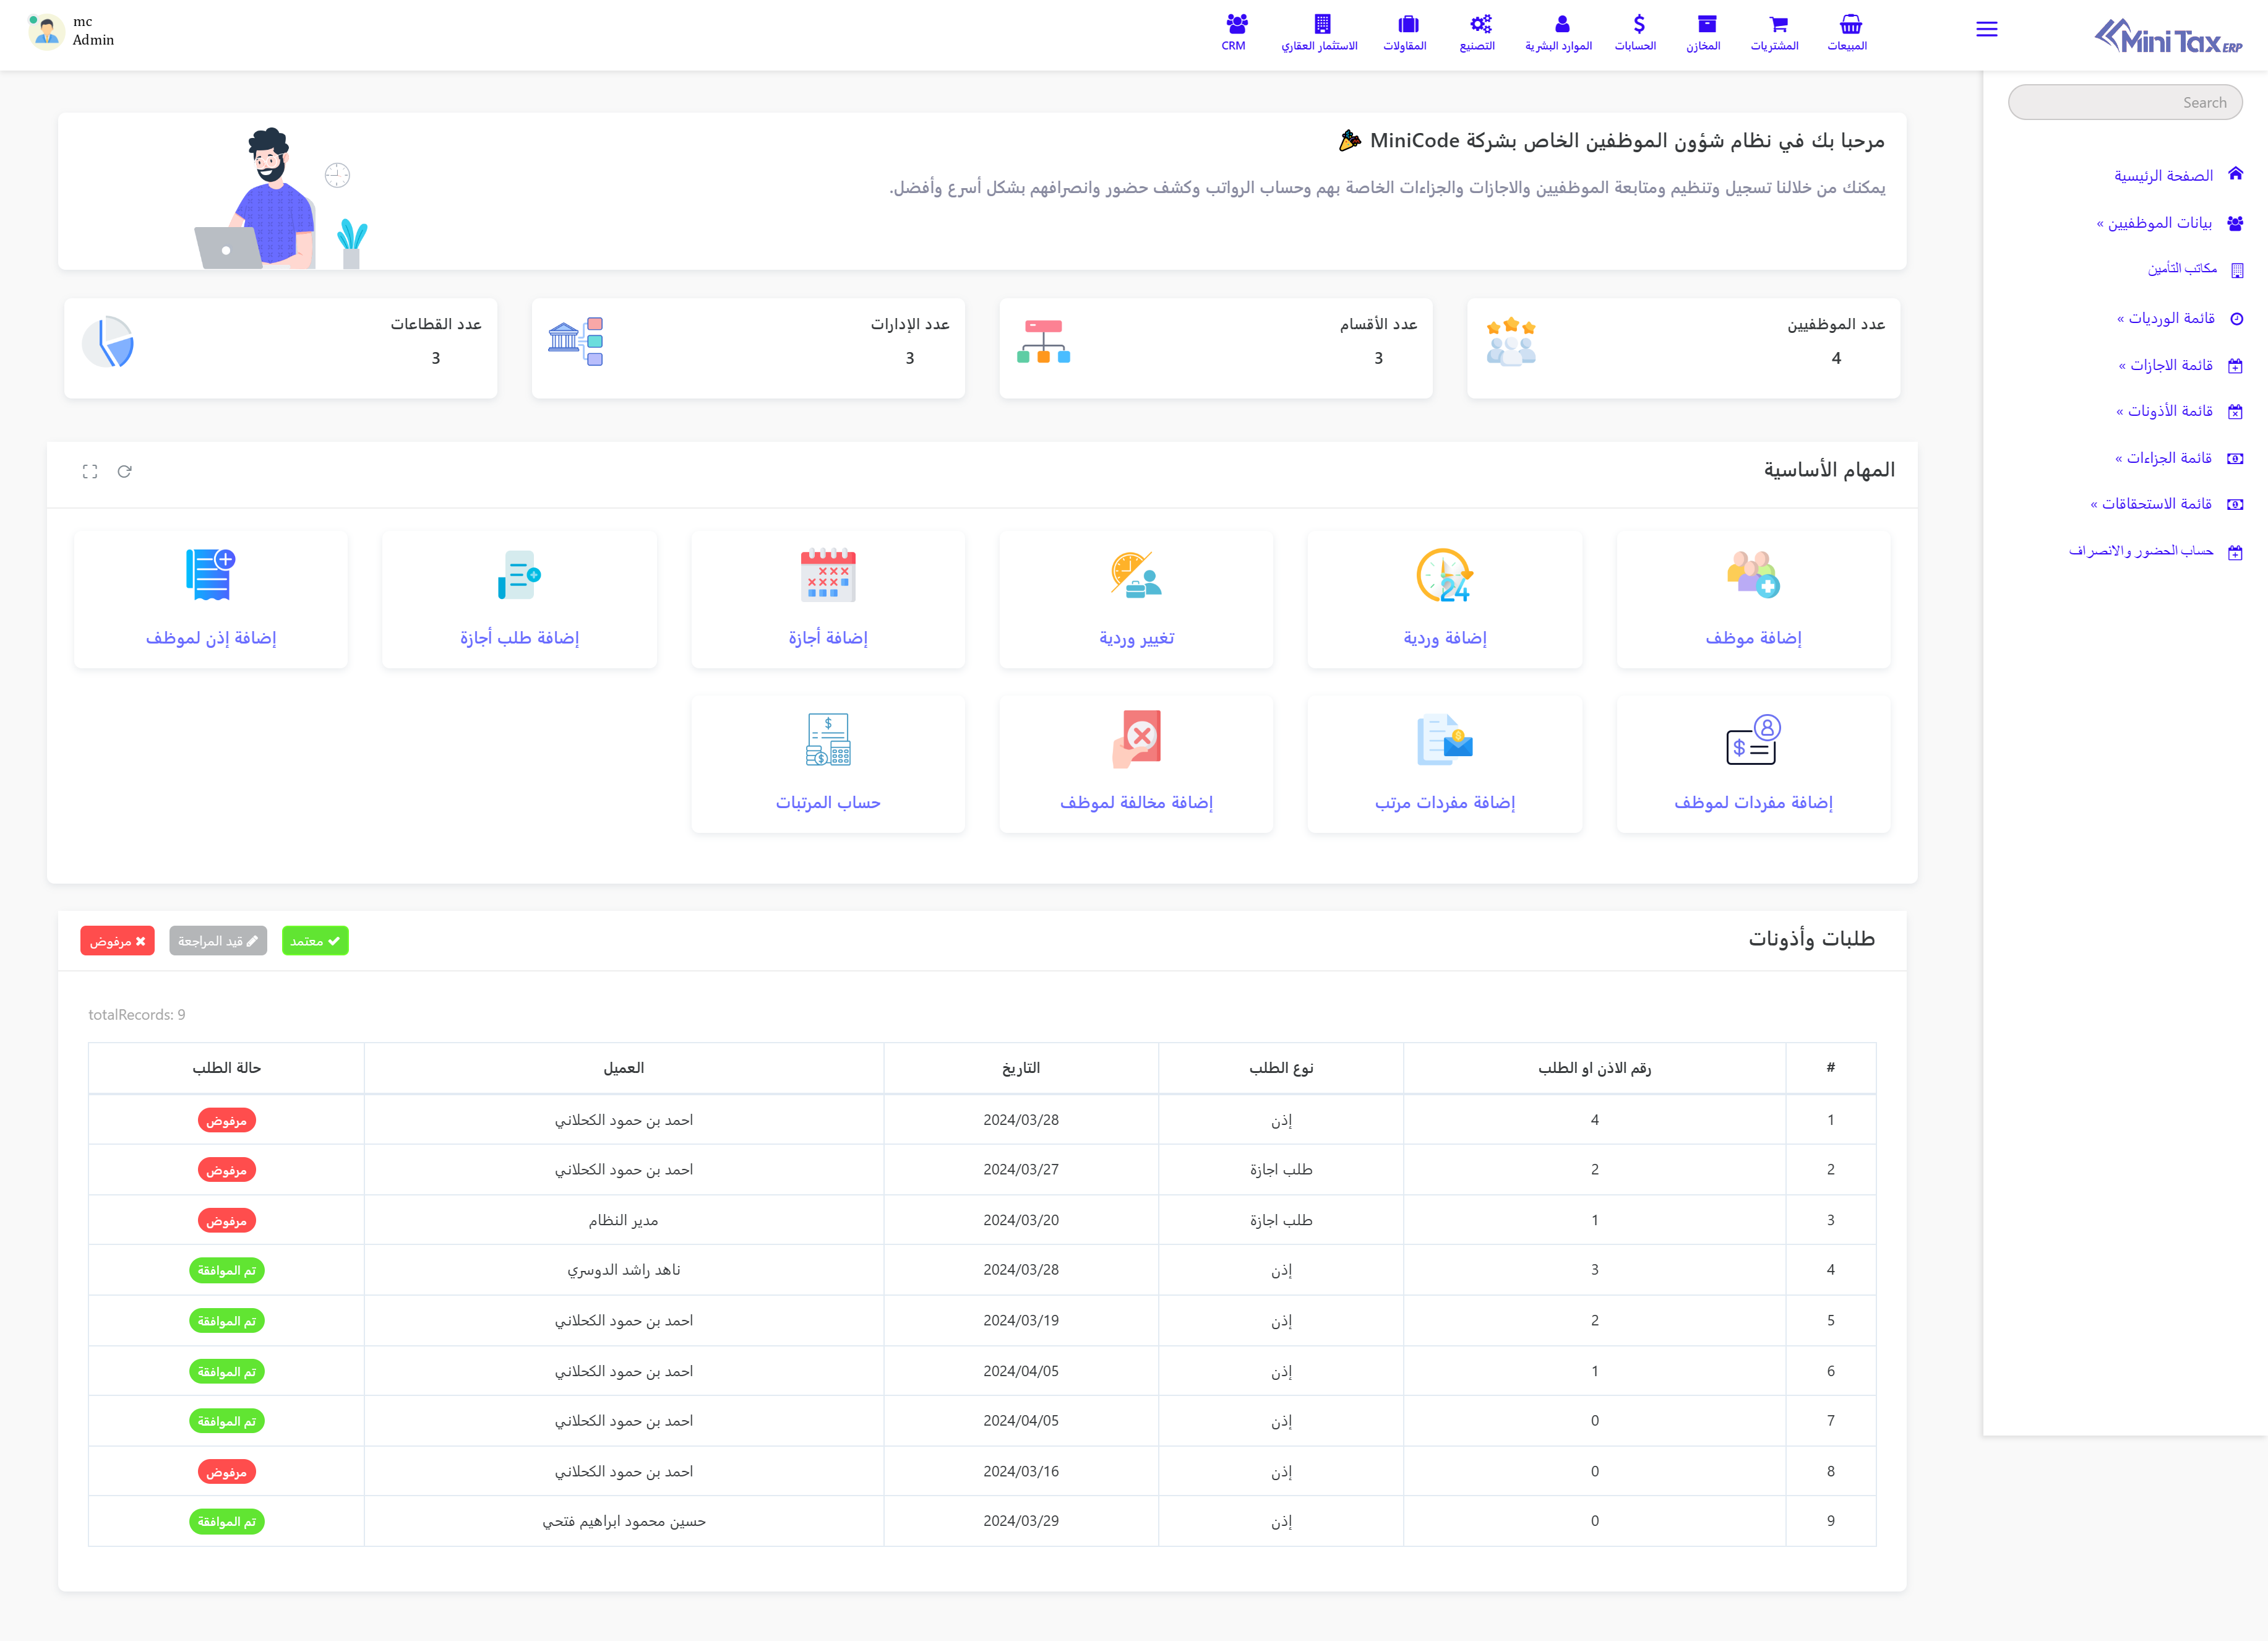 Mini Tax ERP
المبيعات
المشتريات
المخازن
الحسابات
الموارد البشرية
التصنيع
المقاولات
الاستثمار العقاري
CRM
mc
Admin
Search
الصفحة الرئيسية
بيانات الموظفيين »
مكاتب التأمين
قائمة الورديات »
قائمة الاجازات »
قائمة الأذونات »
قائمة الجزاءات »
قائمة الاستحقاقات »
حساب الحضور والانصراف
مرحبا بك في نظام شؤون الموظفين الخاص بشركة MiniCode 🎉
يمكنك من خلالنا تسجيل وتنظيم ومتابعة الموظفيين والاجازات والجزاءات الخاصة بهم وحساب الرواتب وكشف حضور وانصرافهم بشكل أسرع وأفضل.
عدد الموظفيين
4
عدد الأقسام
3
عدد الإدارات
3
عدد القطاعات
3
المهام الأساسية
إضافة موظف
24
إضافة وردية
تغيير وردية
إضافة أجازة
إضافة طلب أجازة
إضافة إذن لموظف
إضافة مفردات لموظف
إضافة مفردات مرتب
إضافة مخالفة لموظف
حساب المرتبات
طلبات وأذونات
معتمد
قيد المراجعة
مرفوض
totalRecords: 9
# رقم الاذن او الطلب نوع الطلب التاريخ العميل حالة الطلب
1 4 إذن 2024/03/28 احمد بن حمود الكحلاني مرفوض
2 2 طلب اجازة 2024/03/27 احمد بن حمود الكحلاني مرفوض
3 1 طلب اجازة 2024/03/20 مدير النظام مرفوض
4 3 إذن 2024/03/28 ناهد راشد الدوسري تم الموافقة
5 2 إذن 2024/03/19 احمد بن حمود الكحلاني تم الموافقة
6 1 إذن 2024/04/05 احمد بن حمود الكحلاني تم الموافقة
7 0 إذن 2024/04/05 احمد بن حمود الكحلاني تم الموافقة
8 0 إذن 2024/03/16 احمد بن حمود الكحلاني مرفوض
9 0 إذن 2024/03/29 حسين محمود ابراهيم فتحي تم الموافقة